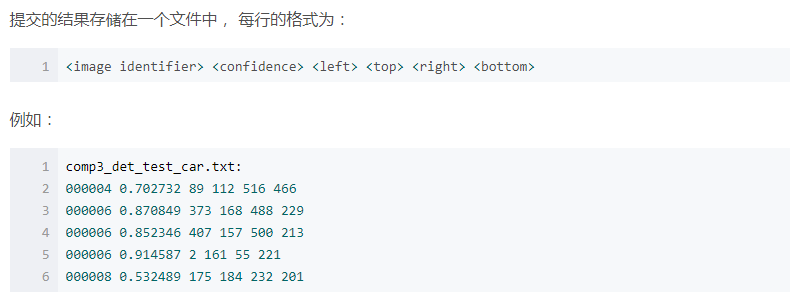 提交的结果存储在一个文件中 ，每行的格式为：
1 <image identifier> <confidence> <left> <top> <right> <bottom>
例如：
1 comp3_det_test_car.txt:
2 000004 0.702732 89 112 516 466
3 000006 0.870849 373 168 488 229
4 000006 0.852346 407 157 500 213
5 000006 0.914587 2 161 55 221
6 000008 0.532489 175 184 232 201